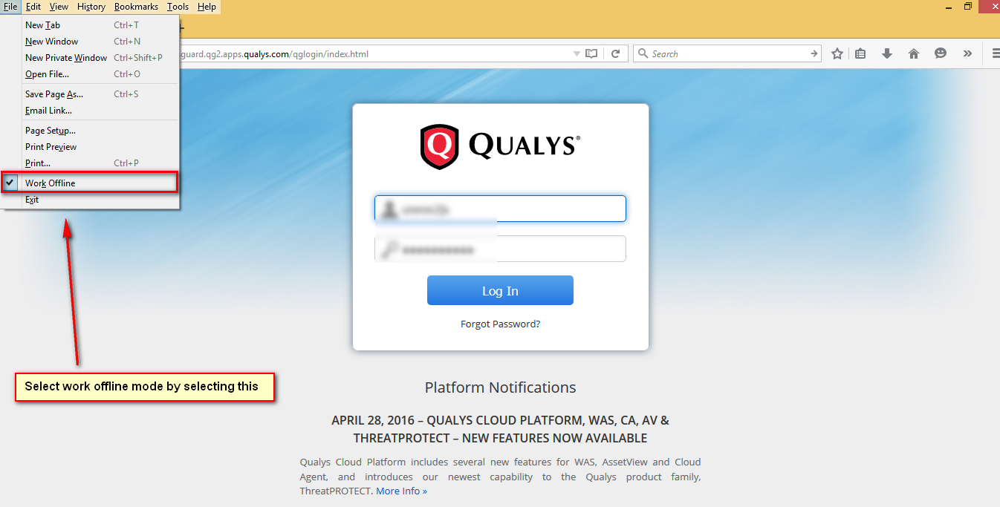 File Edit View History Bookmarks Tools Help
New Tab Ctrl+T
New Window Ctrl+N
New Private Window Ctrl+Shift+P
Open File... Ctrl+O
Save Page As... Ctrl+S
Email Link...
Page Setup...
Print Preview
Print... Ctrl+P
Work Offline
Exit
guard.qg2.apps.qualys.com/qglogin/index.html
Search
QUALYS®
Log In
Forgot Password?
Select work offline mode by selecting this
Platform Notifications
APRIL 28, 2016 – QUALYS CLOUD PLATFORM, WAS, CA, AV &
THREATPROTECT – NEW FEATURES NOW AVAILABLE
Qualys Cloud Platform includes several new features for WAS, AssetView and Cloud
Agent, and introduces our newest capability to the Qualys product family,
ThreatPROTECT. More Info »